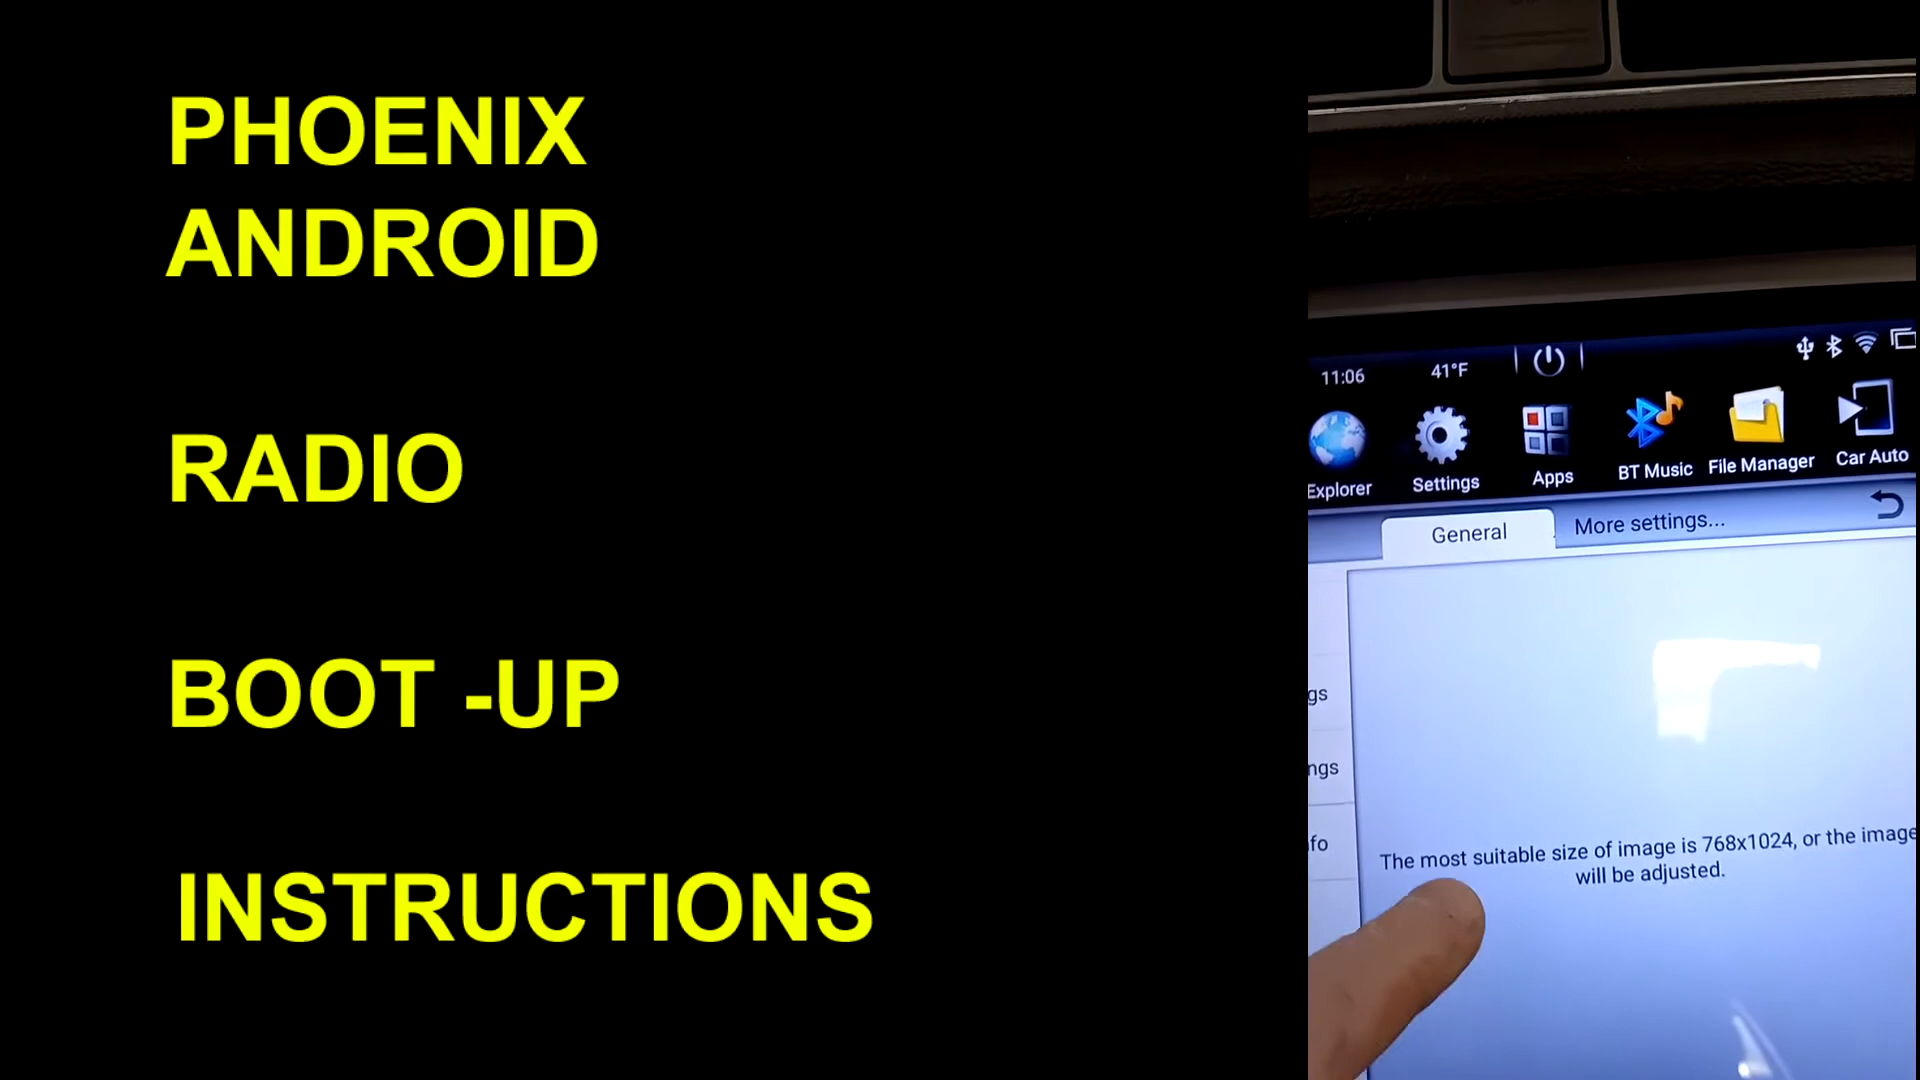 PHOENIX
ANDROID
RADIO
BOOT -UP
INSTRUCTIONS
11:06 41°F
Explorer Settings Apps BT Music File Manager Car Auto
General More settings...
gs
ngs
fo
The most suitable size of image is 768x1024, or the image
will be adjusted.